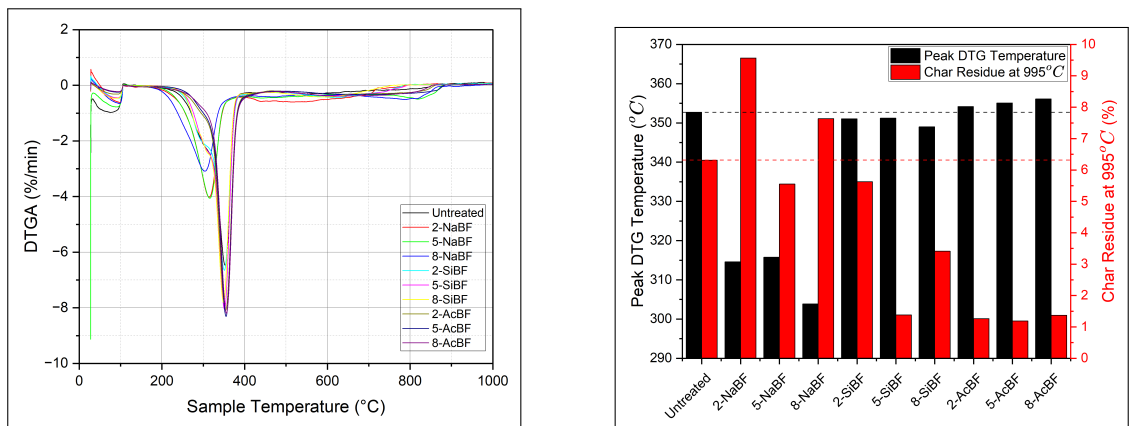 2
0
−2
−4
−6
−8
−10
DTGA (%/min)
0
200
400
600
800
1000
Sample Temperature (°C)
Untreated
2-NaBF
5-NaBF
8-NaBF
2-SiBF
5-SiBF
8-SiBF
2-AcBF
5-AcBF
8-AcBF
370
360
350
340
330
320
310
300
290
Peak DTG Temperature (°C)
Peak DTG Temperature
Char Residue at 995°C
10
9
8
7
6
5
4
3
2
1
0
Char Residue at 995°C (%)
Untreated
2-NaBF
5-NaBF
8-NaBF
2-SiBF
5-SiBF
8-SiBF
2-AcBF
5-AcBF
8-AcBF